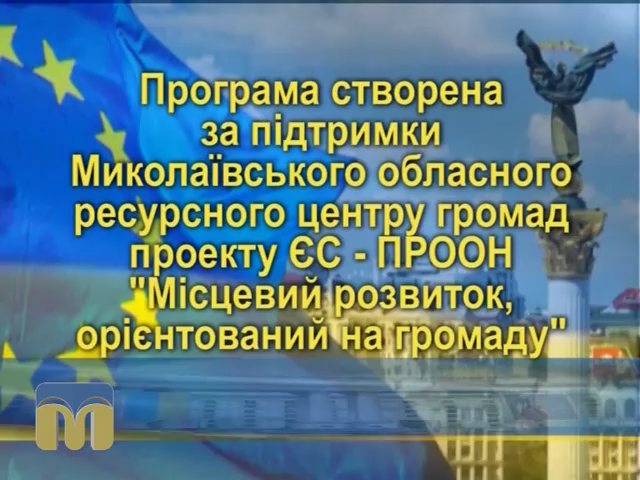 Програма створена
за підтримки
Миколаївського обласного
ресурсного центру громад
проекту ЄС - ПРООН
"Місцевий розвиток,
орієнтований на громаду"
М